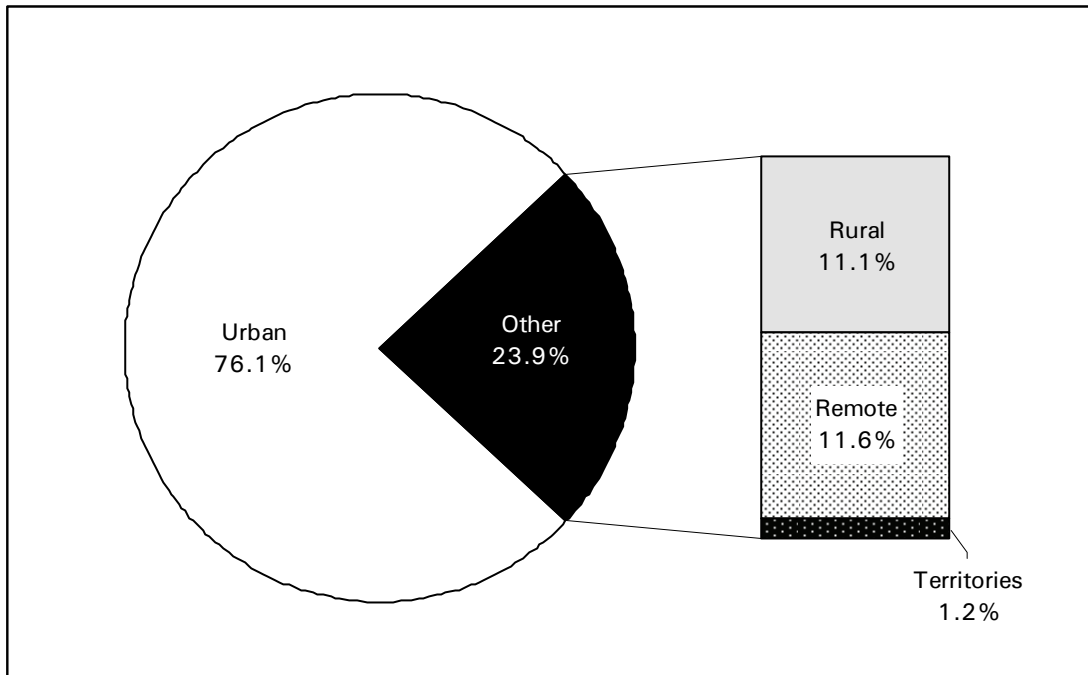 Urban
76.1%
Other
23.9%
Rural
11.1%
Remote
11.6%
Territories
1.2%